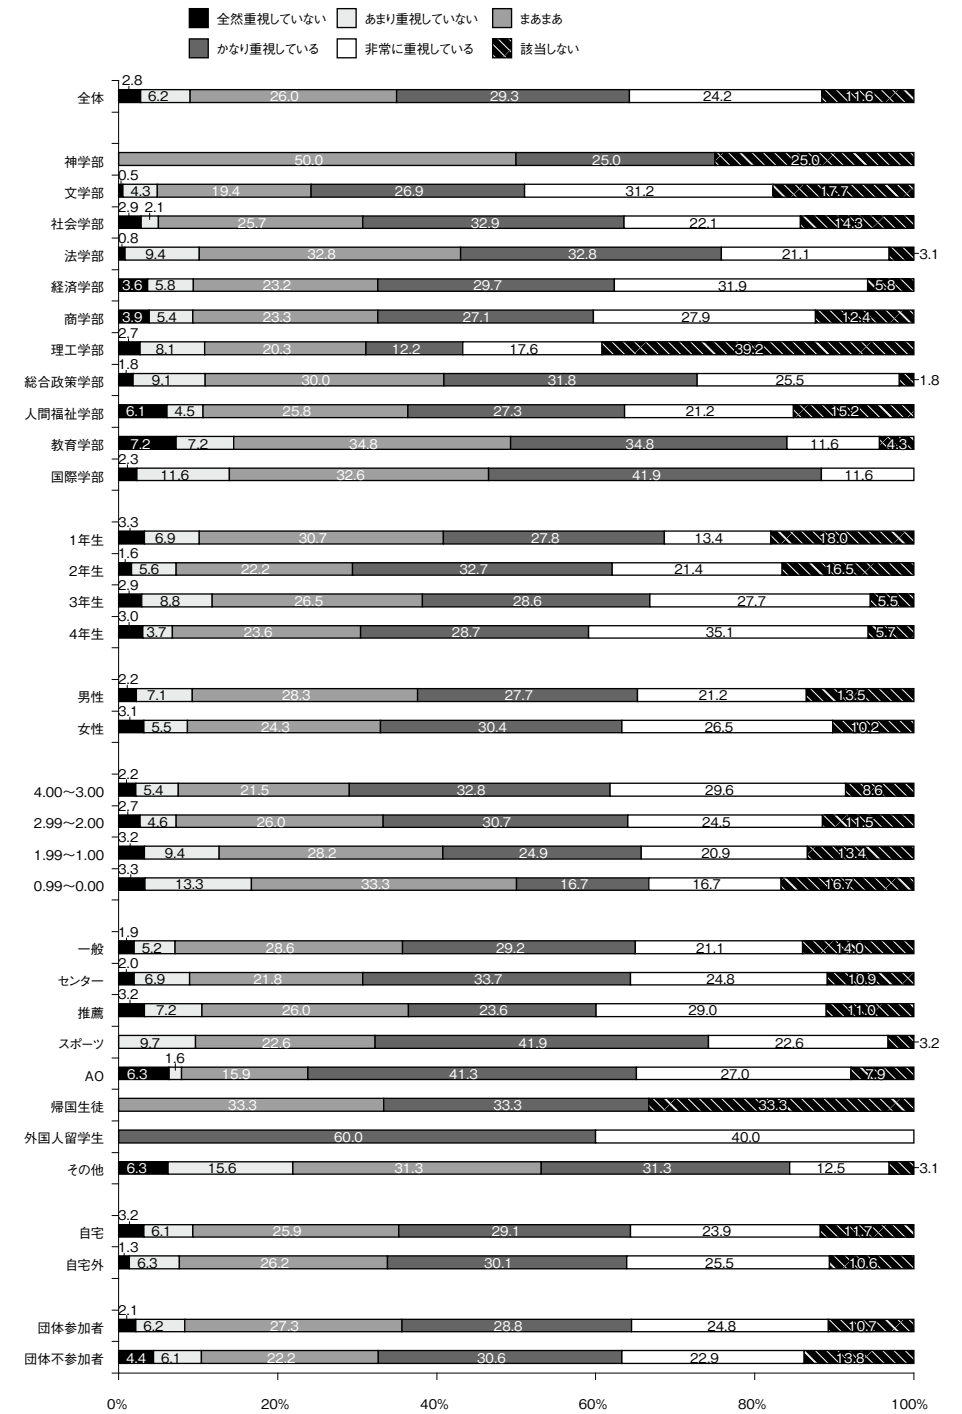 全然重視していない あまり重視していない まあまあ
かなり重視している 非常に重視している 該当しない
2.8
全体 6.2 26.0 29.3 24.2 11.6
神学部 50.0 25.0 25.0
0.5
文学部 4.3 19.4 26.9 31.2 17.7
2.9 2.1
社会学部 25.7 32.9 22.1 14.3
0.8
法学部 9.4 32.8 32.8 21.1 3.1
経済学部 3.6 5.8 23.2 29.7 31.9 5.8
商学部 3.9 5.4 23.3 27.1 27.9 12.4
2.7
理工学部 8.1 20.3 12.2 17.6 39.2
1.8
総合政策学部 9.1 30.0 31.8 25.5 1.8
人間福祉学部 6.1 4.5 25.8 27.3 21.2 15.2
教育学部 7.2 7.2 34.8 34.8 11.6 4.3
2.3
国際学部 11.6 32.6 41.9 11.6
3.3
1年生 6.9 30.7 27.8 13.4 18.0
1.6
2年生 5.6 22.2 32.7 21.4 16.5
2.9
3年生 8.8 26.5 28.6 27.7 5.5
3.0
4年生 3.7 23.6 28.7 35.1 5.7
2.2
男性 7.1 28.3 27.7 21.2 13.5
3.1
女性 5.5 24.3 30.4 26.5 10.2
2.2
4.00〜3.00 5.4 21.5 32.8 29.6 8.6
2.7
2.99〜2.00 4.6 26.0 30.7 24.5 11.5
3.2
1.99〜1.00 9.4 28.2 24.9 20.9 13.4
3.3
0.99〜0.00 13.3 33.3 16.7 16.7 16.7
1.9
一般 5.2 28.6 29.2 21.1 14.0
2.0
センター 6.9 21.8 33.7 24.8 10.9
3.2
推薦 7.2 26.0 23.6 29.0 11.0
スポーツ 9.7 22.6 41.9 22.6 3.2
1.6
AO 6.3 15.9 41.3 27.0 7.9
帰国生徒 33.3 33.3 33.3
外国人留学生 60.0 40.0
その他 6.3 15.6 31.3 31.3 12.5 3.1
3.2
自宅 6.1 25.9 29.1 23.9 11.7
1.3
自宅外 6.3 26.2 30.1 25.5 10.6
2.1
団体参加者 6.2 27.3 28.8 24.8 10.7
団体不参加者 4.4 6.1 22.2 30.6 22.9 13.8
0% 20% 40% 60% 80% 100%